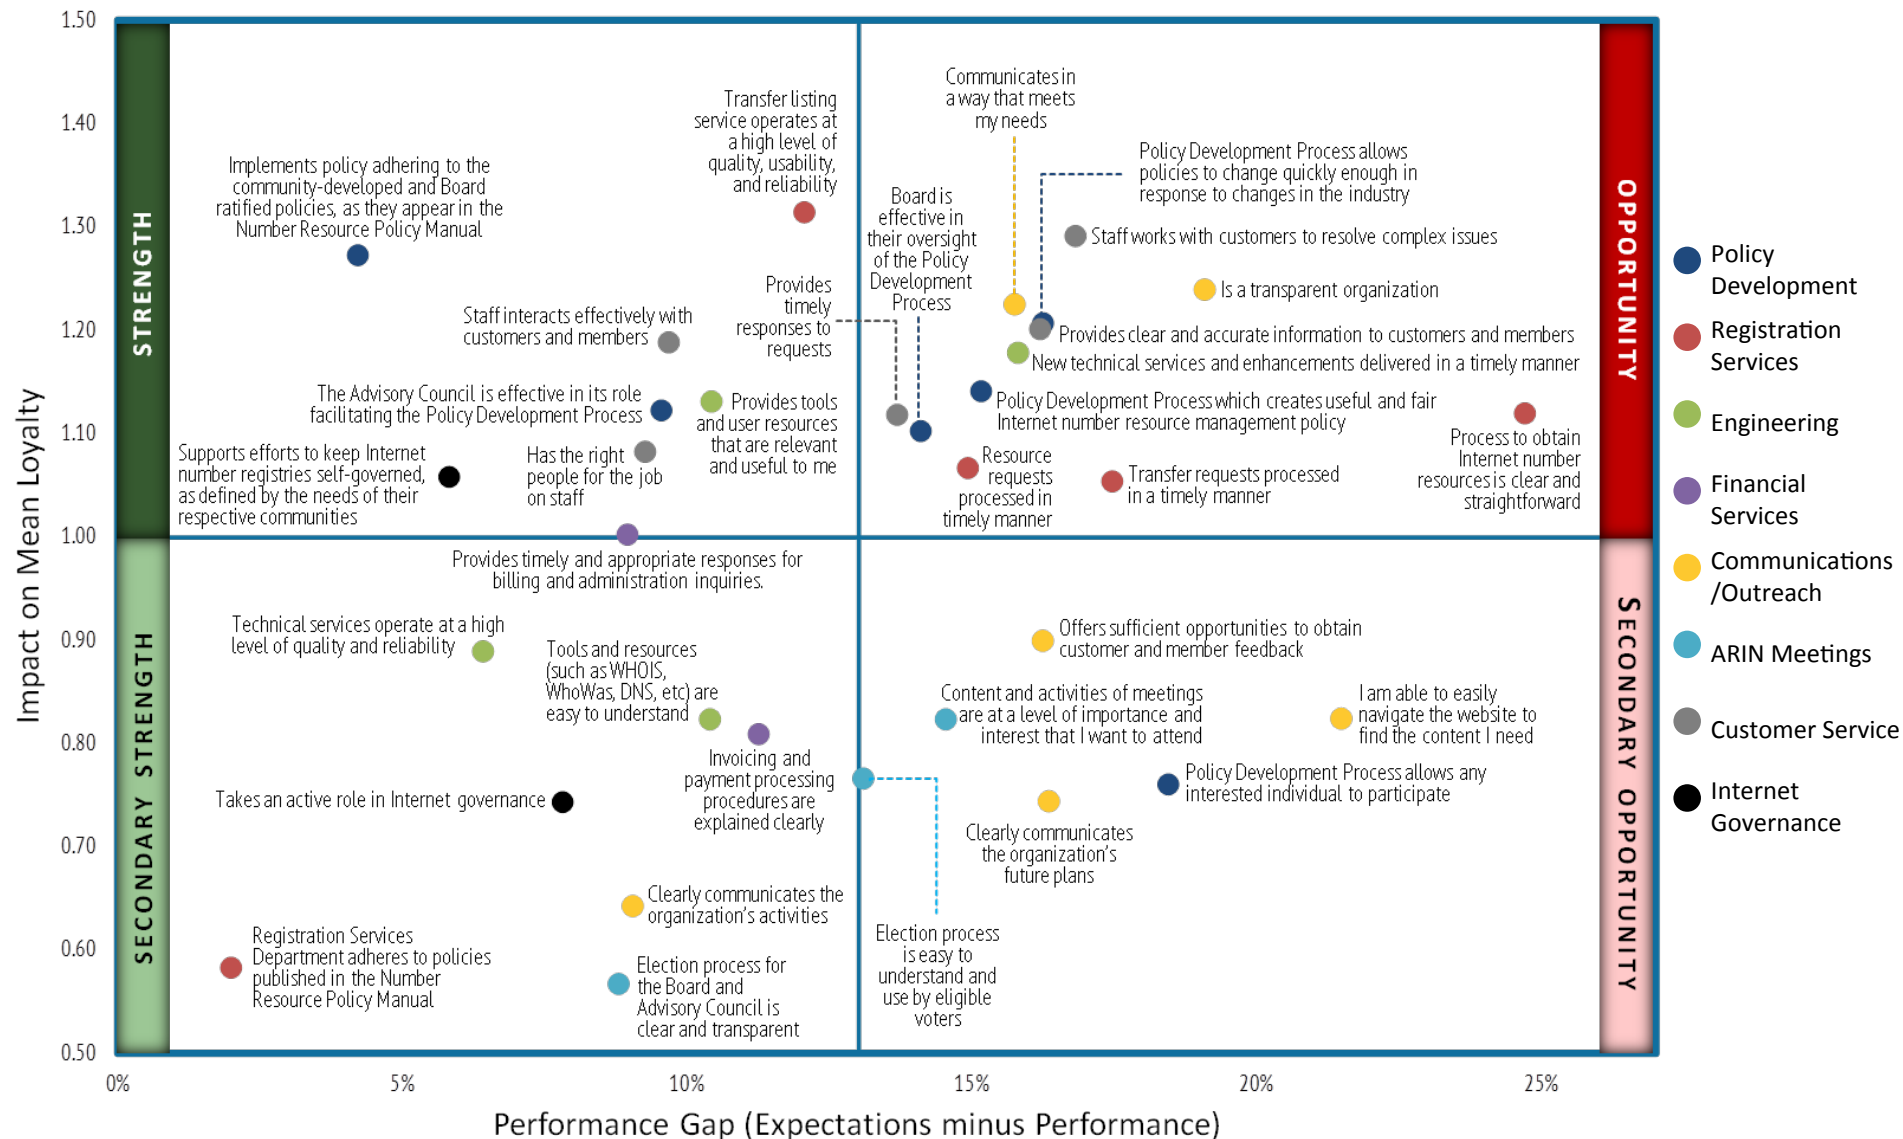 1.50
1.40
1.30
1.20
1.10
1.00
0.90
0.80
0.70
0.60
0.50
Impact on Mean Loyalty
STRENGTH
SECONDARY STRENGTH
OPPORTUNITY
SECONDARY OPPORTUNITY
Implements policy adhering to the
community-developed and Board
ratified policies, as they appear in the
Number Resource Policy Manual
Transfer listing
service operates at
a high level of
quality, usability,
and reliability
Staff interacts effectively with
customers and members
Provides
timely
responses to
requests
The Advisory Council is effective in its role
facilitating the Policy Development Process
Provides tools
and user resources
that are relevant
and useful to me
Supports efforts to keep Internet
number registries self-governed,
as defined by the needs of their
respective communities
Has the right
people for the job
on staff
Provides timely and appropriate responses for
billing and administration inquiries.
Communicates in
a way that meets
my needs
Policy Development Process allows
policies to change quickly enough in
response to changes in the industry
Board is
effective in
their oversight
of the Policy
Development
Process
Staff works with customers to resolve complex issues
Is a transparent organization
Provides clear and accurate information to customers and members
New technical services and enhancements delivered in a timely manner
Policy Development Process which creates useful and fair
Internet number resource management policy
Resource
requests
processed in
timely manner
Transfer requests processed
in a timely manner
Process to obtain
Internet number
resources is clear and
straightforward
Technical services operate at a high
level of quality and reliability
Tools and resources
(such as WHOIS,
WhoWas, DNS, etc) are
easy to understand
Invoicing and
payment processing
procedures are
explained clearly
Takes an active role in Internet governance
Clearly communicates the
organization's activities
Registration Services
Department adheres to policies
published in the Number
Resource Policy Manual
Election process for
the Board and
Advisory Council is
clear and transparent
Offers sufficient opportunities to obtain
customer and member feedback
Content and activities of meetings
are at a level of importance and
interest that I want to attend
I am able to easily
navigate the website to
find the content I need
Policy Development Process allows any
interested individual to participate
Clearly communicates
the organization's
future plans
Election process
is easy to
understand and
use by eligible
voters
0%
5%
10%
15%
20%
25%
Performance Gap (Expectations minus Performance)
Policy
Development
Registration
Services
Engineering
Financial
Services
Communications
/Outreach
ARIN Meetings
Customer Service
Internet
Governance